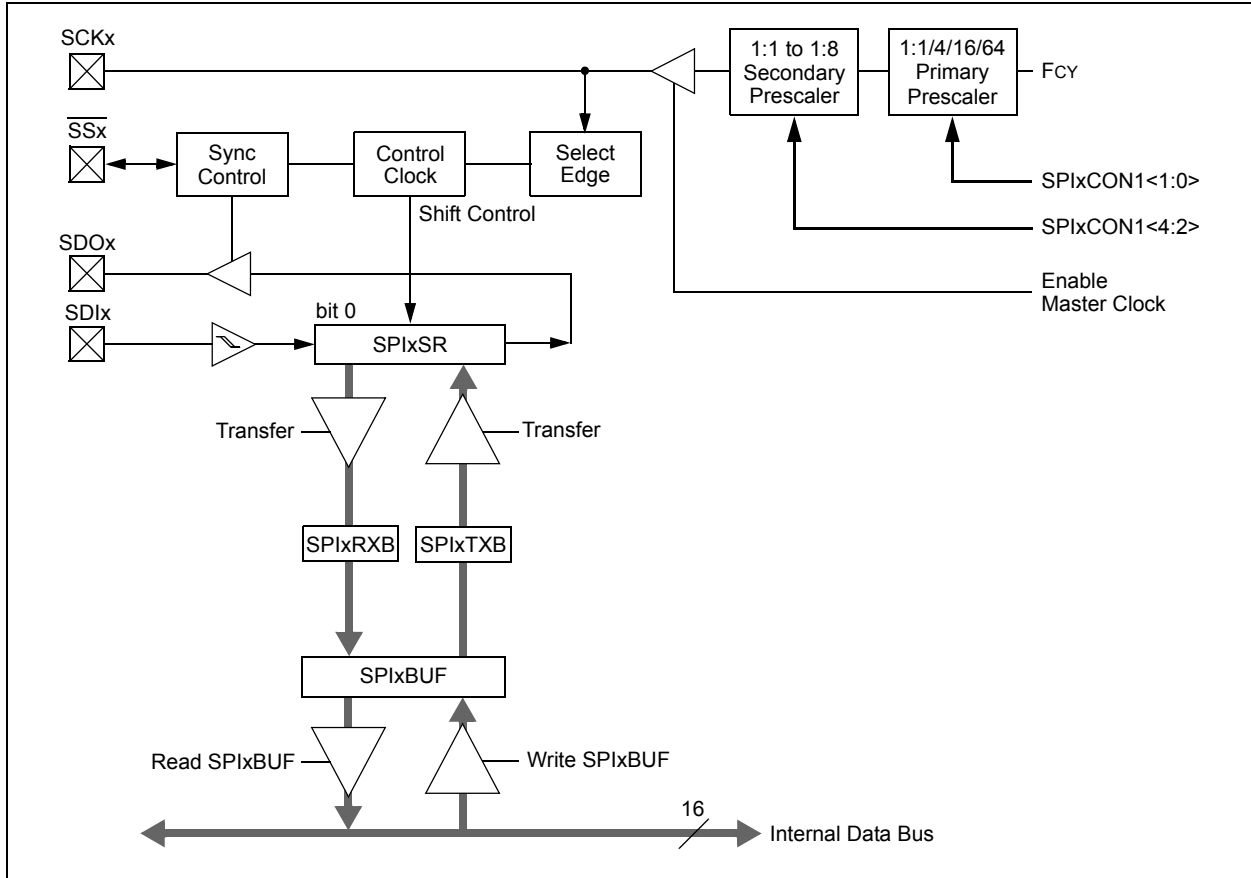 SCKx
1:1 to 1:8
Secondary
Prescaler
1:1/4/16/64
Primary
Prescaler
FCY
SSx
Sync
Control
Control
Clock
Select
Edge
SPIxCON1<1:0>
Shift Control
SPIxCON1<4:2>
SDOx
Enable
Master Clock
SDIx
bit 0
SPIxSR
Transfer
Transfer
SPIxRXB
SPIxTXB
SPIxBUF
Read SPIxBUF
Write SPIxBUF
16
Internal Data Bus